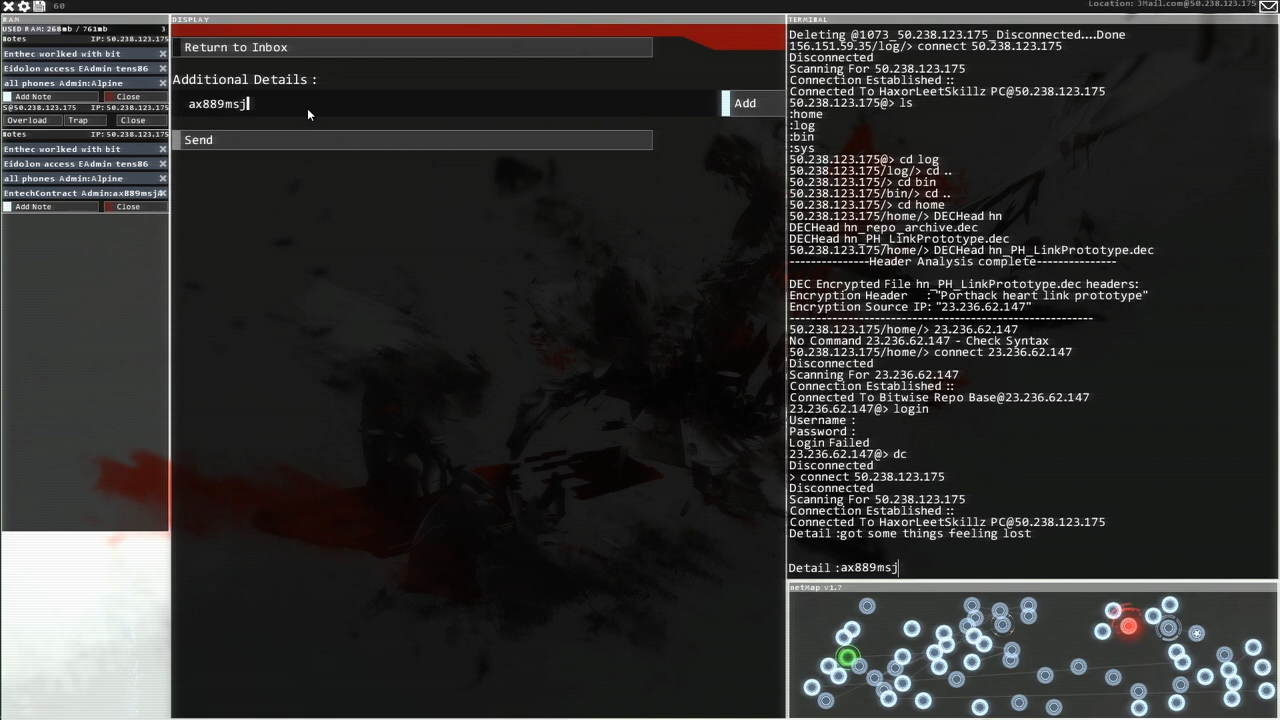 60
Location: JMail.com@50.238.123.175
RAM
USED RAM: 268mb / 761mb
3
Notes
IP: 50.238.123.175
Enthec worlked with bit
Eidolon access EAdmin tens86
all phones Admin:Alpine
Add Note
Close
S@50.238.123.175
IP: 50.238.123.175
Overload
Trap
Close
Notes
IP: 50.238.123.175
Enthec worlked with bit
Eidolon access EAdmin tens86
all phones Admin:Alpine
EntechContract Admin:ax889msj
Add Note
Close
DISPLAY
Return to Inbox
Additional Details :
ax889msj
Add
Send
TERMINAL
Deleting @1073_50.238.123.175_Disconnected....Done
156.151.59.35/log/> connect 50.238.123.175
Disconnected
Scanning For 50.238.123.175
Connection Established ::
Connected To HaxorLeetSkillz PC@50.238.123.175
50.238.123.175@> ls
:home
:log
:bin
:sys
50.238.123.175@> cd log
50.238.123.175/log/> cd ..
50.238.123.175/> cd bin
50.238.123.175/bin/> cd ..
50.238.123.175/> cd home
50.238.123.175/home/> DECHead hn
DECHead hn_repo_archive.dec
DECHead hn_PH_LinkPrototype.dec
50.238.123.175/home/> DECHead hn_PH_LinkPrototype.dec
---------------Header Analysis complete---------------
DEC Encrypted File hn_PH_LinkPrototype.dec headers:
Encryption Header : "Porthack heart link prototype"
Encryption Source IP: "23.236.62.147"
---------------------------------------------------------
50.238.123.175/home/> 23.236.62.147
No Command 23.236.62.147 - Check Syntax
50.238.123.175/home/> connect 23.236.62.147
Disconnected
Scanning For 23.236.62.147
Connection Established ::
Connected To Bitwise Repo Base@23.236.62.147
23.236.62.147@> login
Username :
Password :
Login Failed
23.236.62.147@> dc
Disconnected
> connect 50.238.123.175
Disconnected
Scanning For 50.238.123.175
Connection Established ::
Connected To HaxorLeetSkillz PC@50.238.123.175
Detail :got some things feeling lost
Detail :ax889msj
netMap v1.7